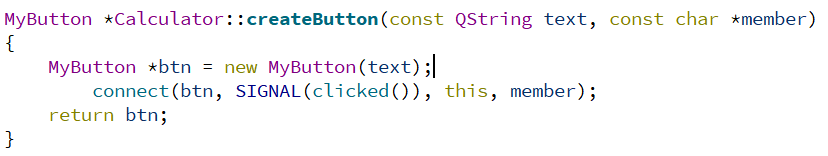 MyButton *Calculator::createButton(const QString text, const char *member)
{
    MyButton *btn = new MyButton(text);
        connect(btn, SIGNAL(clicked()), this, member);
    return btn;
}